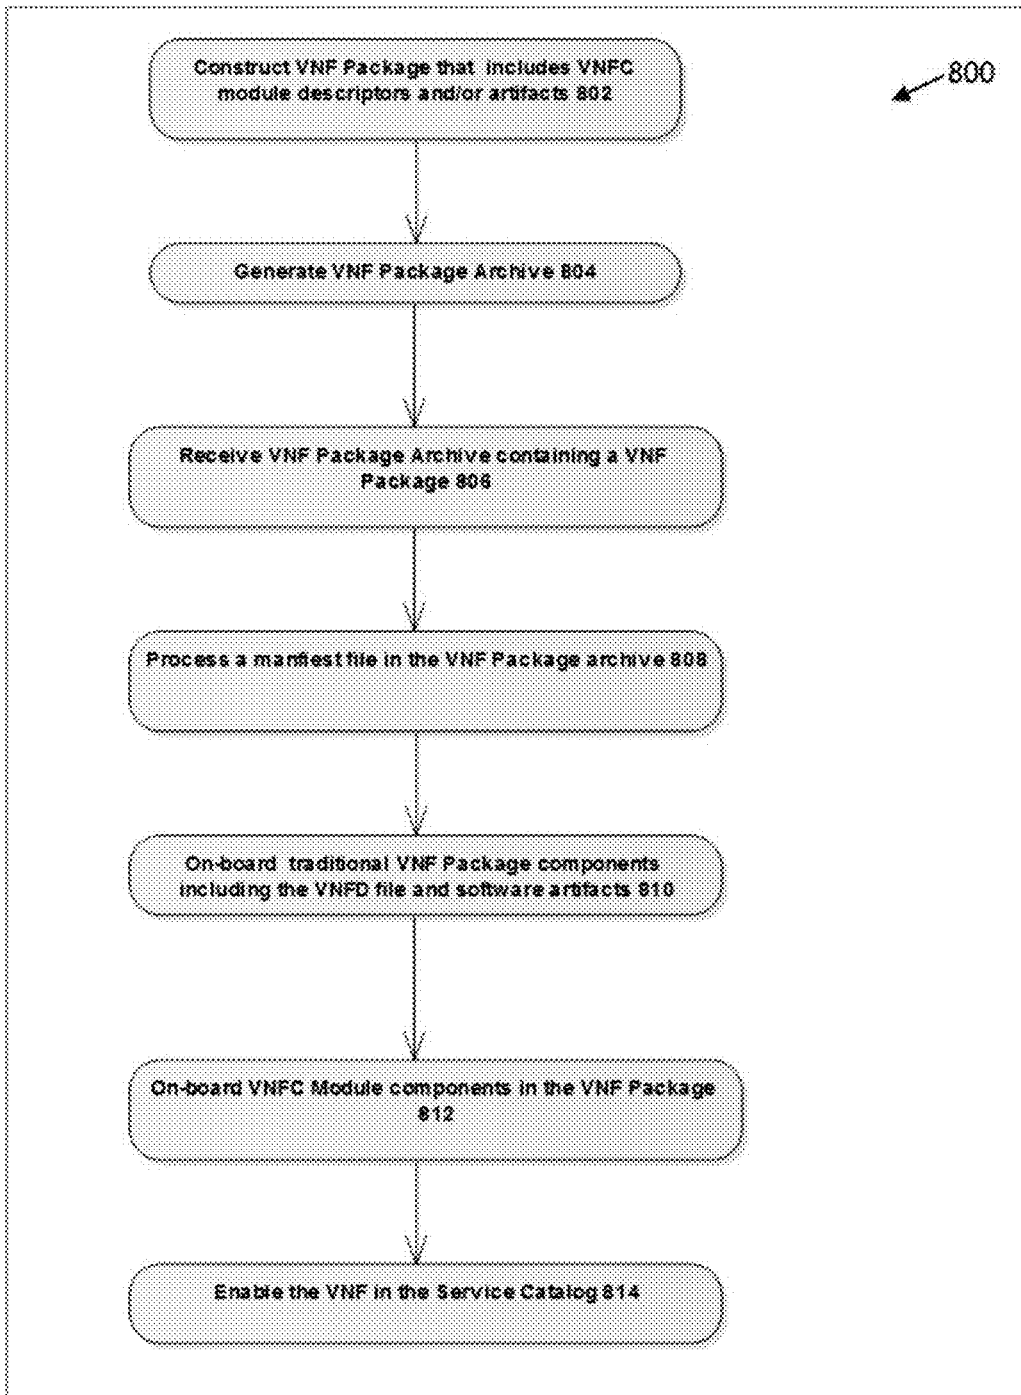 Construct VNF Package that includes VNFC
module descriptors and/or artifacts 802
800
Generate VNF Package Archive 804
Receive VNF Package Archive containing a VNF
Package 806
Process a manfiest file in the VNF Package archive 808
On-board traditional VNF Package components
including the VNFD file and software artifacts 810
On-board VNFC Module components in the VNF Package
812
Enable the VNF in the Service Catalog 814